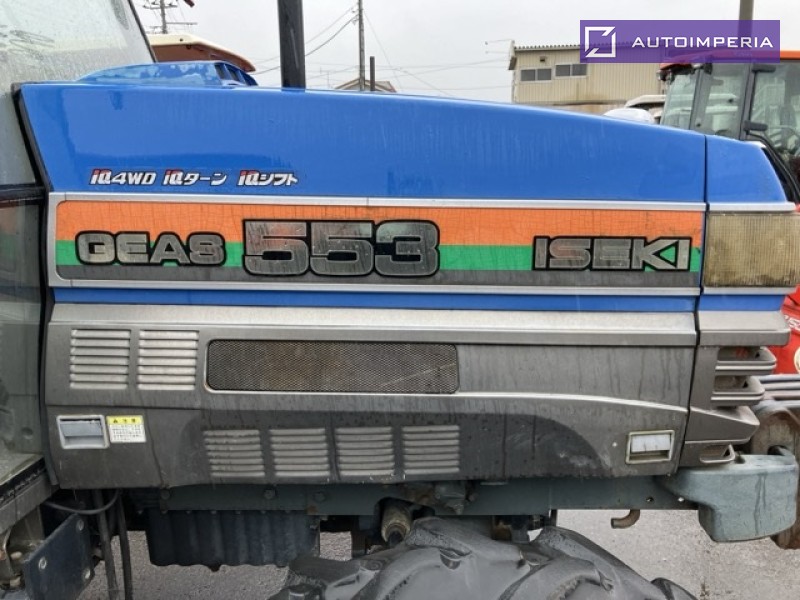 AUTOIMPERIA
iQ4WD iQターン iQシフト
GEAS 553 ISEKI